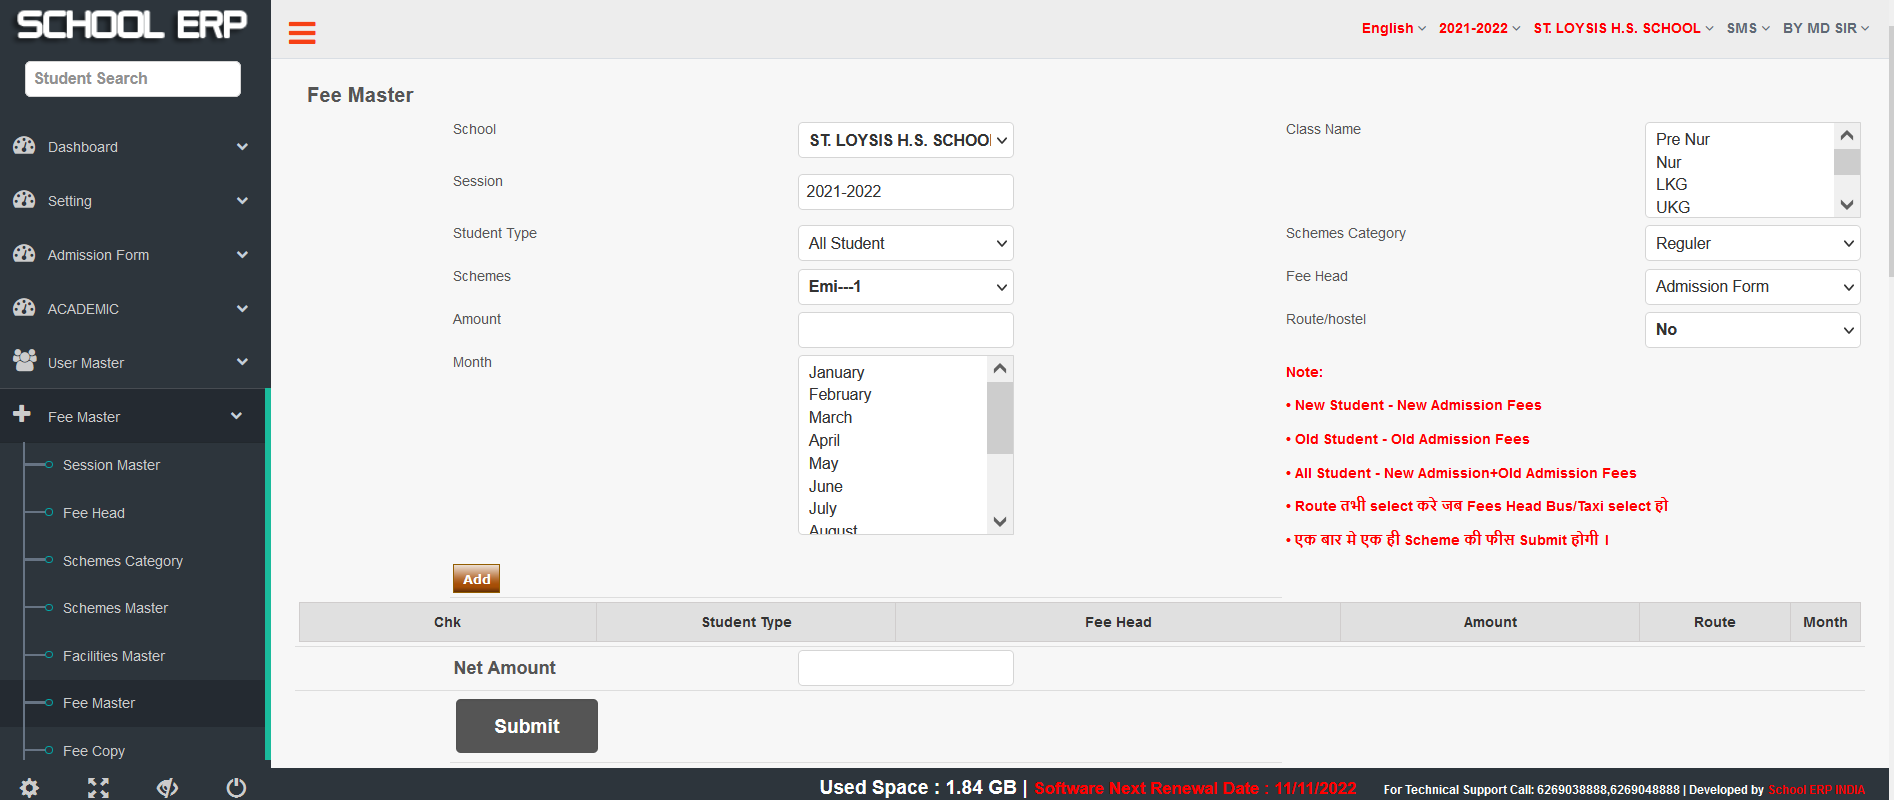 SCHOOL ERP
English
2021-2022
ST. LOYSIS H.S. SCHOOL
SMS
BY MD SIR
Student Search
Dashboard
Setting
Admission Form
ACADEMIC
User Master
Fee Master
Session Master
Fee Head
Schemes Category
Schemes Master
Facilities Master
Fee Master
Fee Copy
Fee Master
School
ST. LOYSIS H.S. SCHOOL
Class Name
Pre Nur
Nur
LKG
UKG
Session
2021-2022
Student Type
All Student
Schemes Category
Reguler
Schemes
Emi---1
Fee Head
Admission Form
Amount
Route/hostel
No
Month
January
February
March
April
May
June
July
August
Note:
• New Student - New Admission Fees
• Old Student - Old Admission Fees
• All Student - New Admission+Old Admission Fees
• Route तभी select करे जब Fees Head Bus/Taxi select हो
• एक बार मे एक ही Scheme की फीस Submit होगी ।
Add
Chk Student Type Fee Head Amount Route Month
Net Amount
Submit
Used Space : 1.84 GB | Software Next Renewal Date : 11/11/2022 For Technical Support Call: 6269038888,6269048888 | Developed by School ERP INDIA